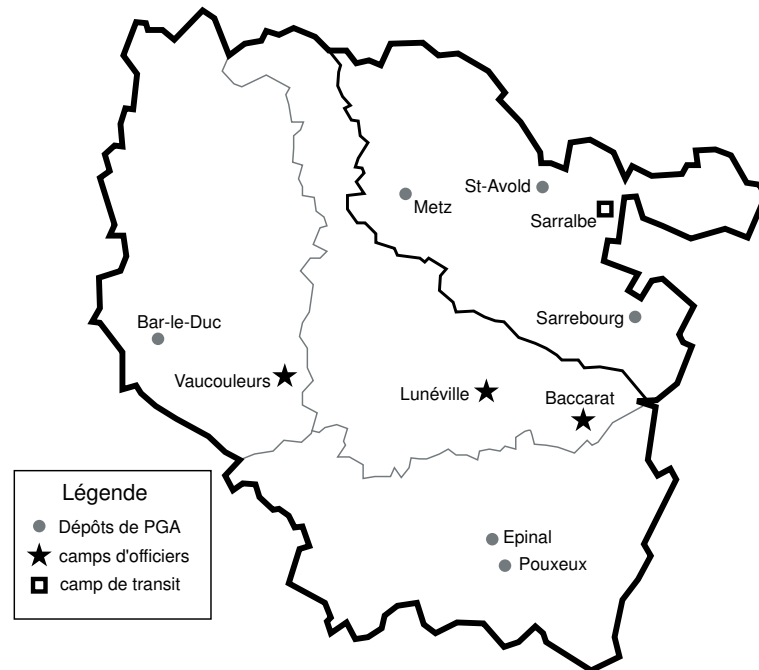 St-Avold
Metz
Sarralbe
Bar-le-Duc
Sarrebourg
Vaucouleurs
Lunéville
Baccarat
Légende
Dépôts de PGA
camps d'officiers
camp de transit
Epinal
Pouxeux